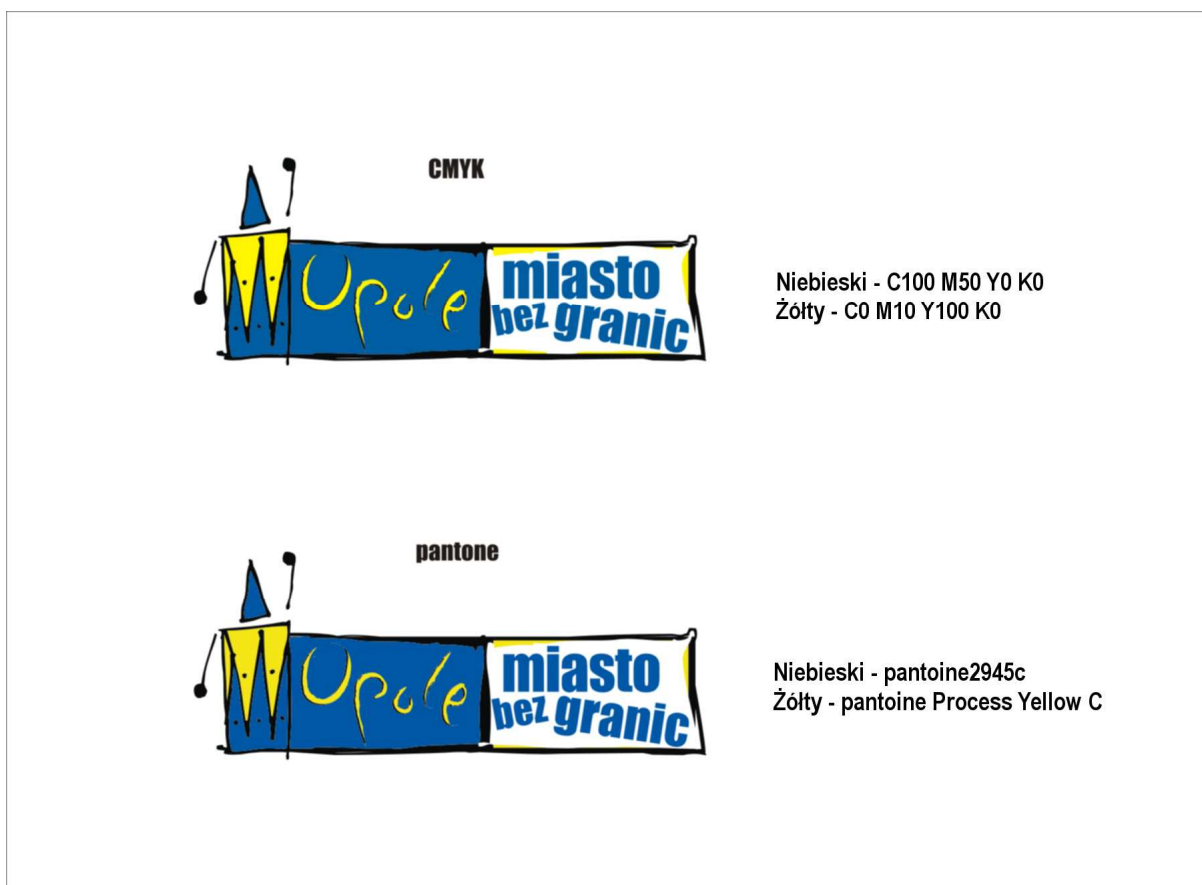 CMYK
Opole
miasto
bez granic
Niebieski - C100 M50 Y0 K0
Żółty - C0 M10 Y100 K0
pantone
Opole
miasto
bez granic
Niebieski - pantoine2945c
Żółty - pantoine Process Yellow C